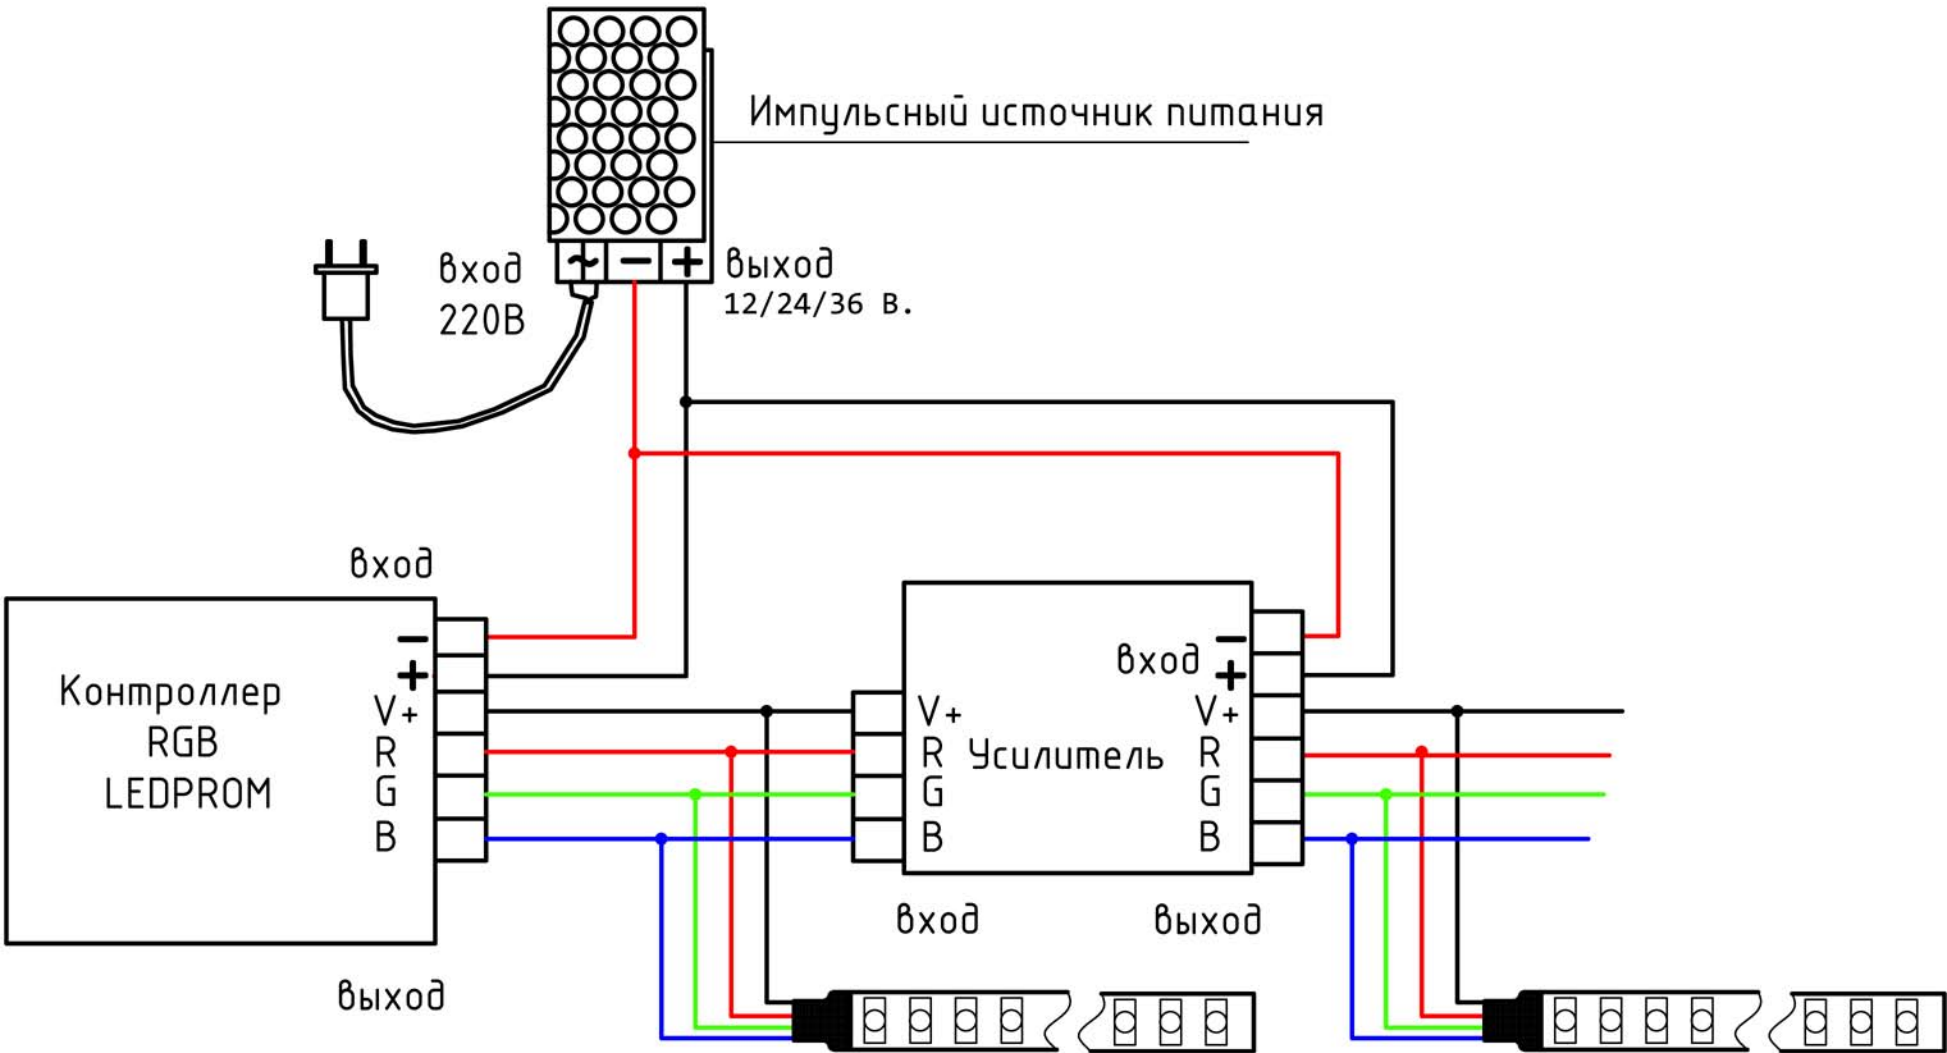 Импульсный источник питания
~ − +
вход
220В
выход
12/24/36 В.
вход
−
+
V+
R
G
B
Контроллер
RGB
LEDPROM
выход
V+
R
G
B
Усилитель
вход
−
+
V+
R
G
B
вход
выход